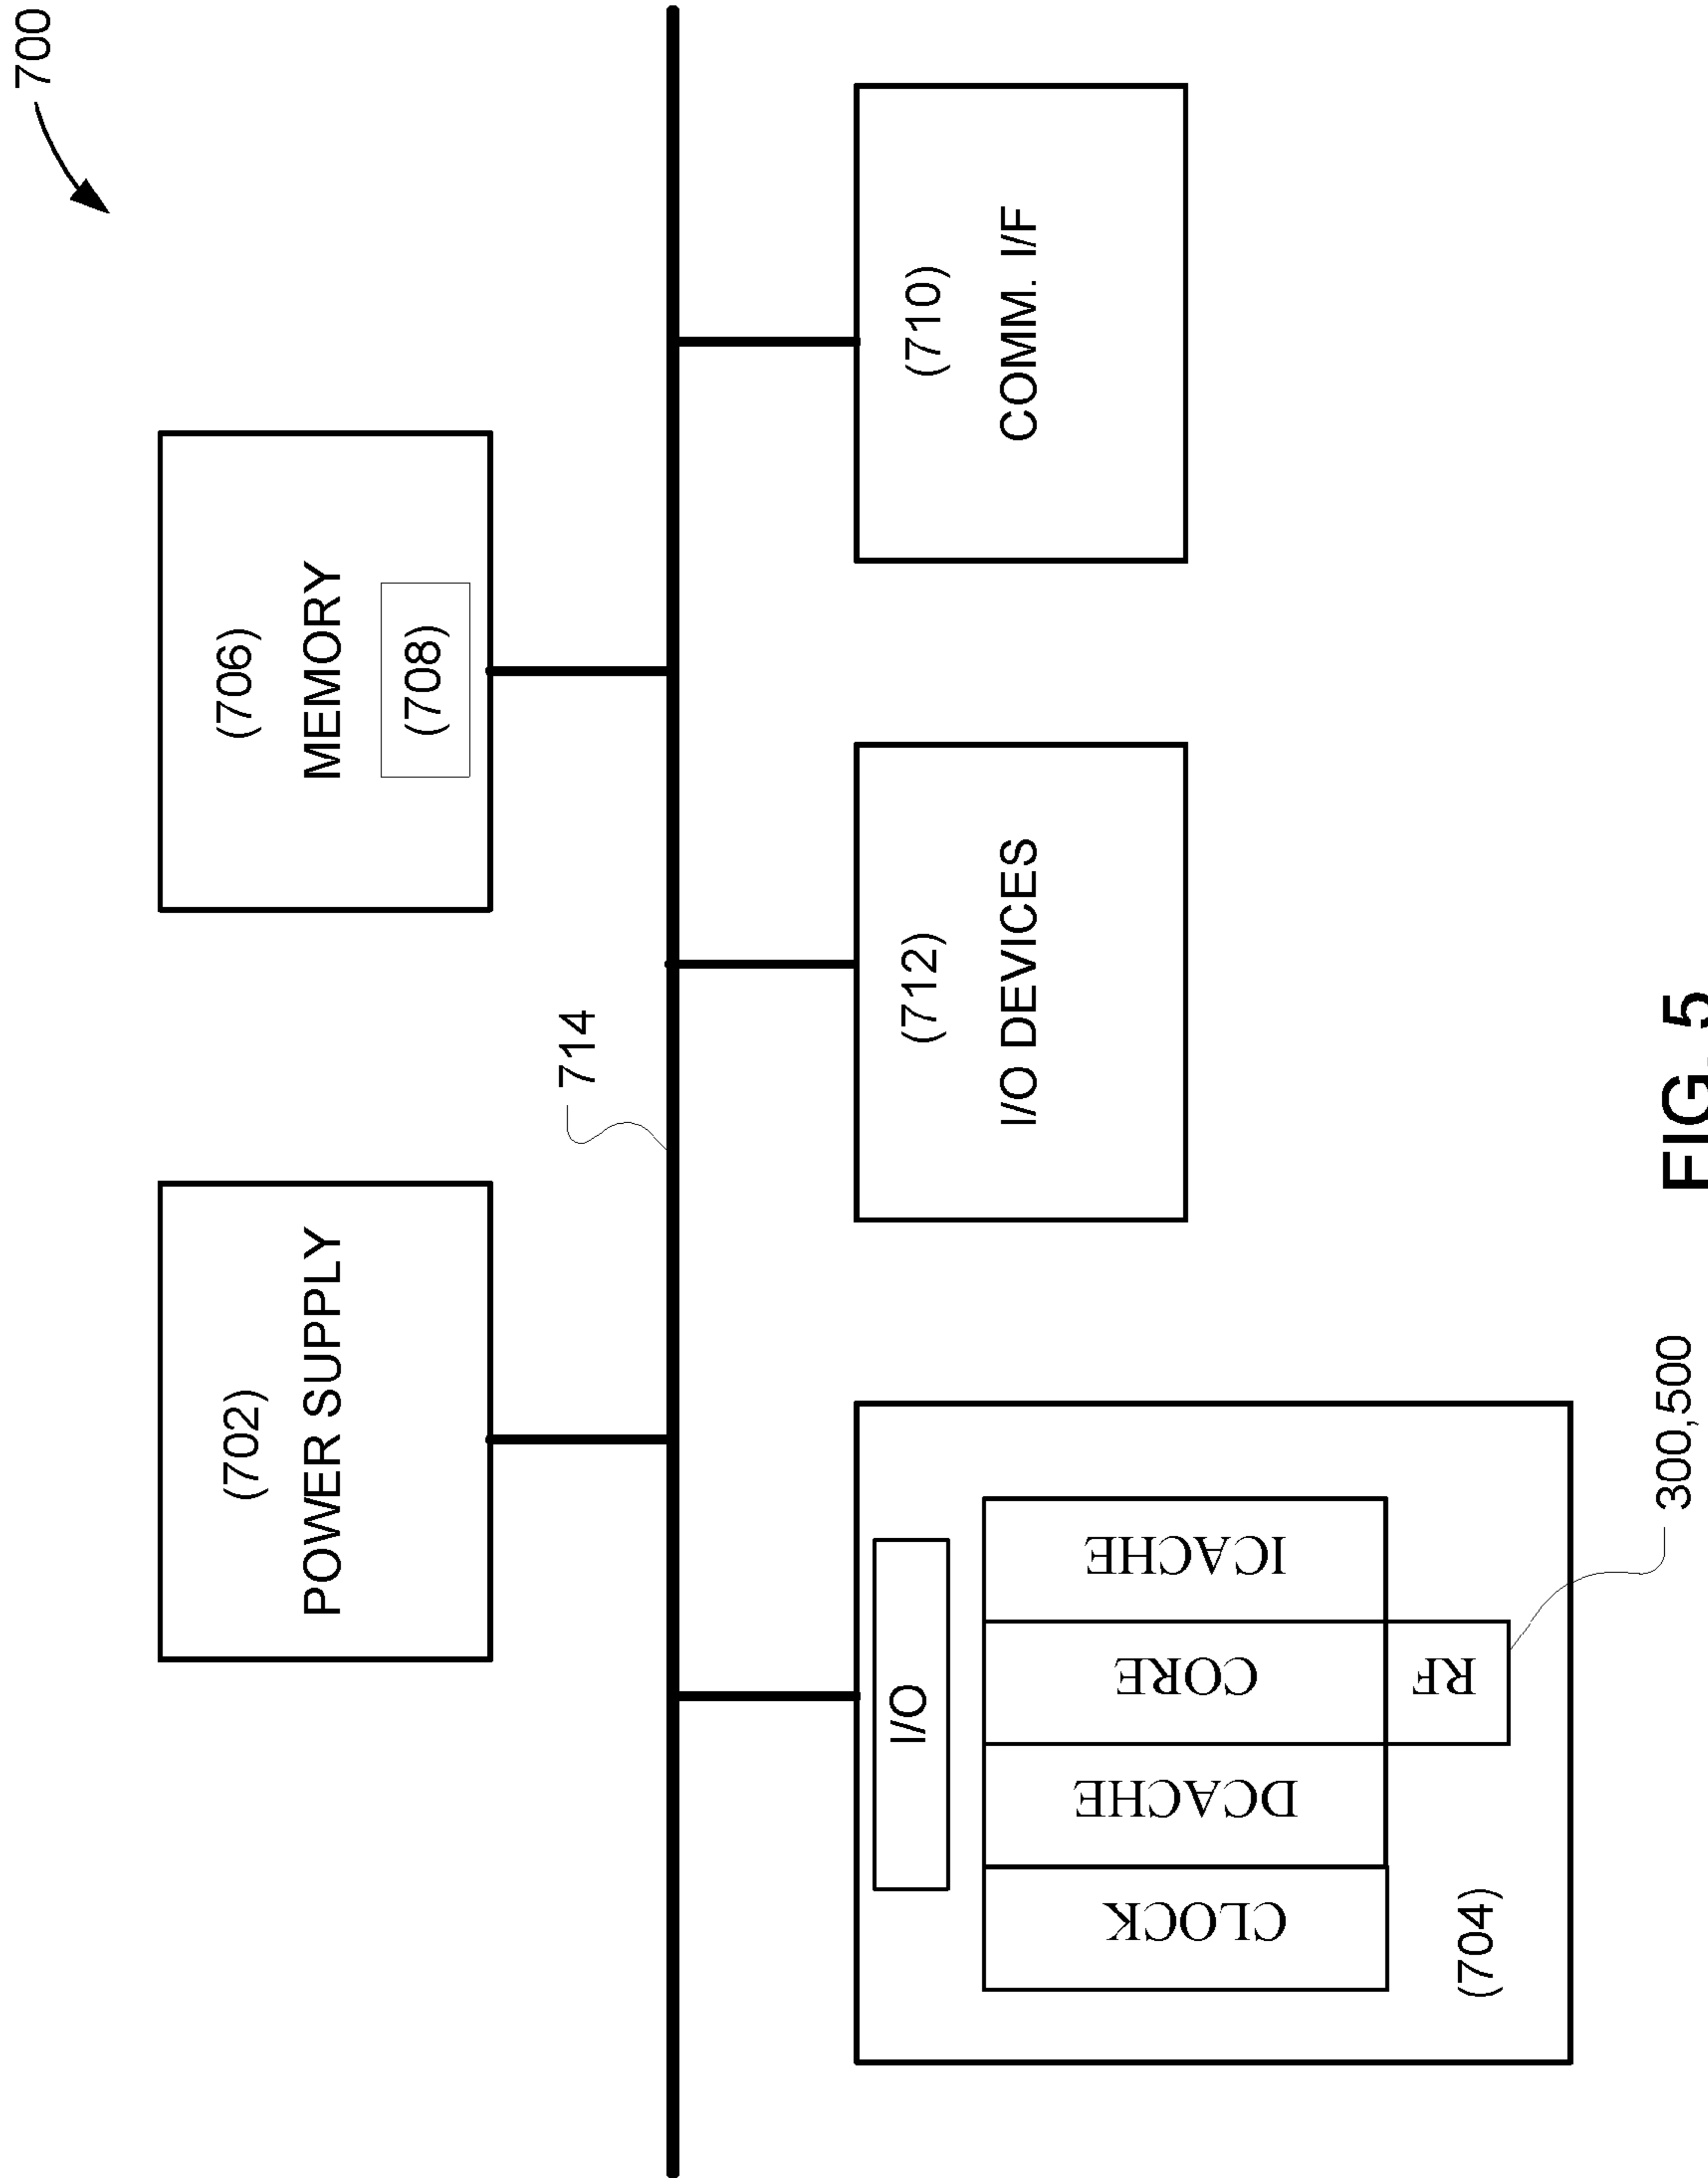 700
(702)
POWER SUPPLY
(706)
MEMORY
(708)
714
I/O
CLOCK
DCACHE
CORE
ICACHE
RF
(704)
300,500
(712)
I/O DEVICES
(710)
COMM. I/F
FIG. 5